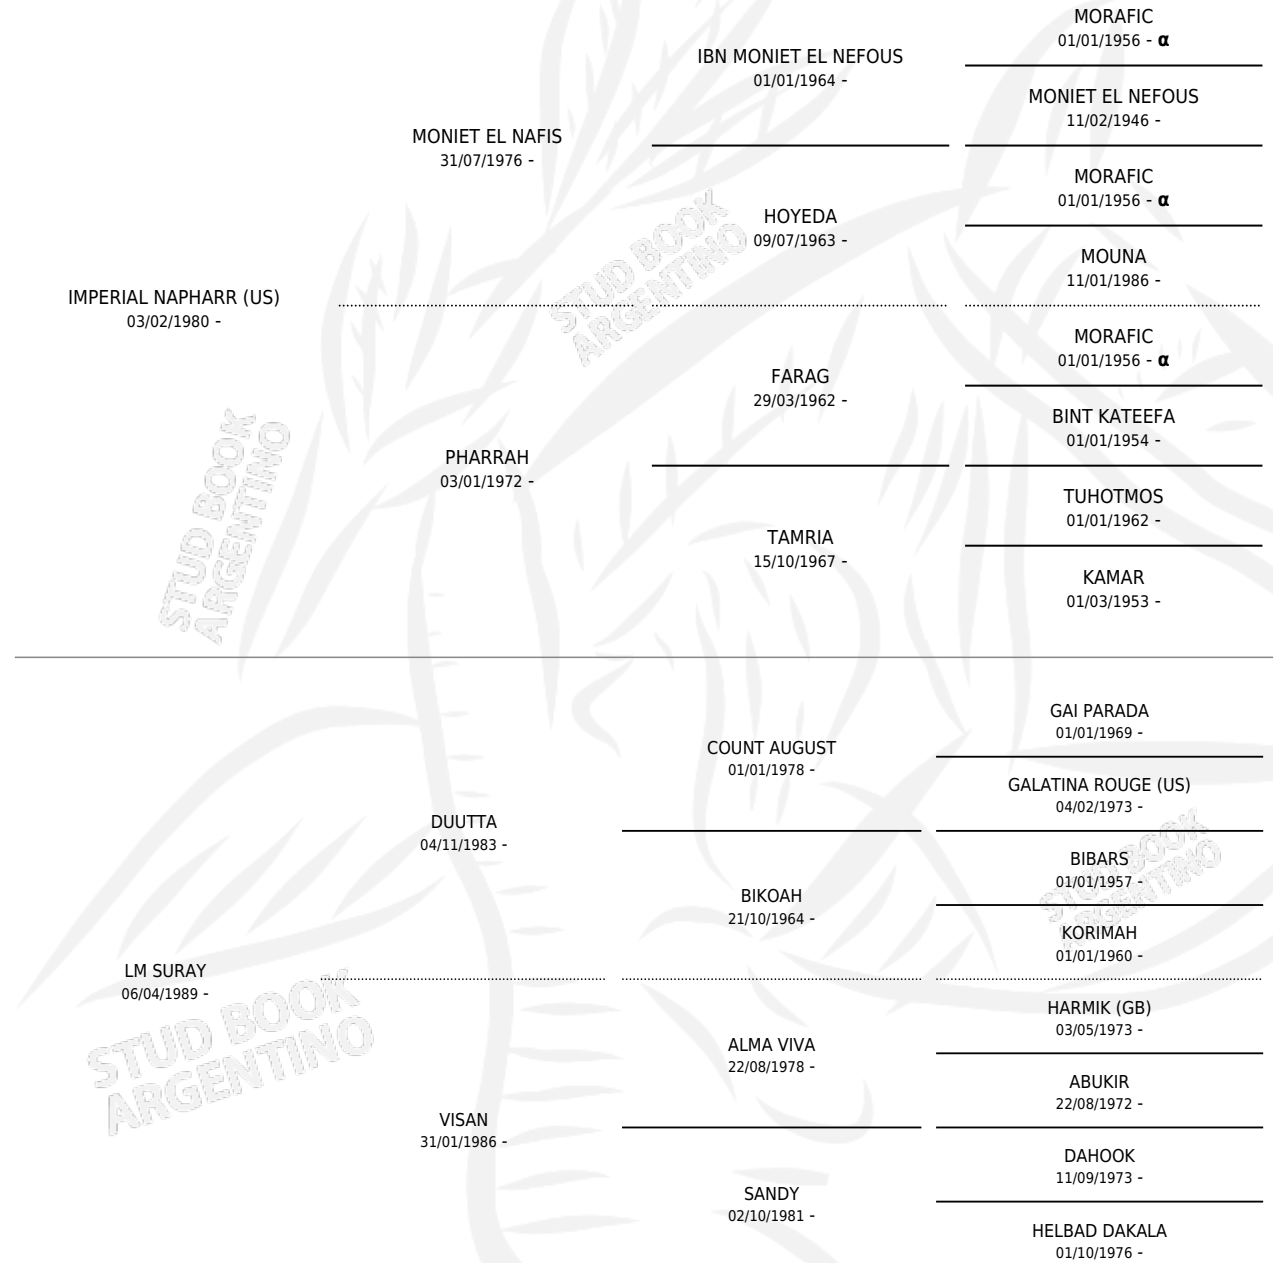 MORAFIC
01/01/1956 - α
IBN MONIET EL NEFOUS
01/01/1964 -
MONIET EL NEFOUS
11/02/1946 -
MONIET EL NAFIS
31/07/1976 -
MORAFIC
01/01/1956 - α
HOYEDA
09/07/1963 -
MOUNA
11/01/1986 -
IMPERIAL NAPHARR (US)
03/02/1980 -
MORAFIC
01/01/1956 - α
FARAG
29/03/1962 -
BINT KATEEFA
01/01/1954 -
PHARRAH
03/01/1972 -
TUHOTMOS
01/01/1962 -
TAMRIA
15/10/1967 -
KAMAR
01/03/1953 -
GAI PARADA
01/01/1969 -
COUNT AUGUST
01/01/1978 -
GALATINA ROUGE (US)
04/02/1973 -
DUUTTA
04/11/1983 -
BIBARS
01/01/1957 -
BIKOAH
21/10/1964 -
KORIMAH
01/01/1960 -
LM SURAY
06/04/1989 -
HARMIK (GB)
03/05/1973 -
ALMA VIVA
22/08/1978 -
ABUKIR
22/08/1972 -
VISAN
31/01/1986 -
DAHOOK
11/09/1973 -
SANDY
02/10/1981 -
HELBAD DAKALA
01/10/1976 -
STUD BOOK
ARGENTINO
STUD BOOK
ARGENTINO
STUD BOOK
ARGENTINO
STUD BOOK
ARGENTINO